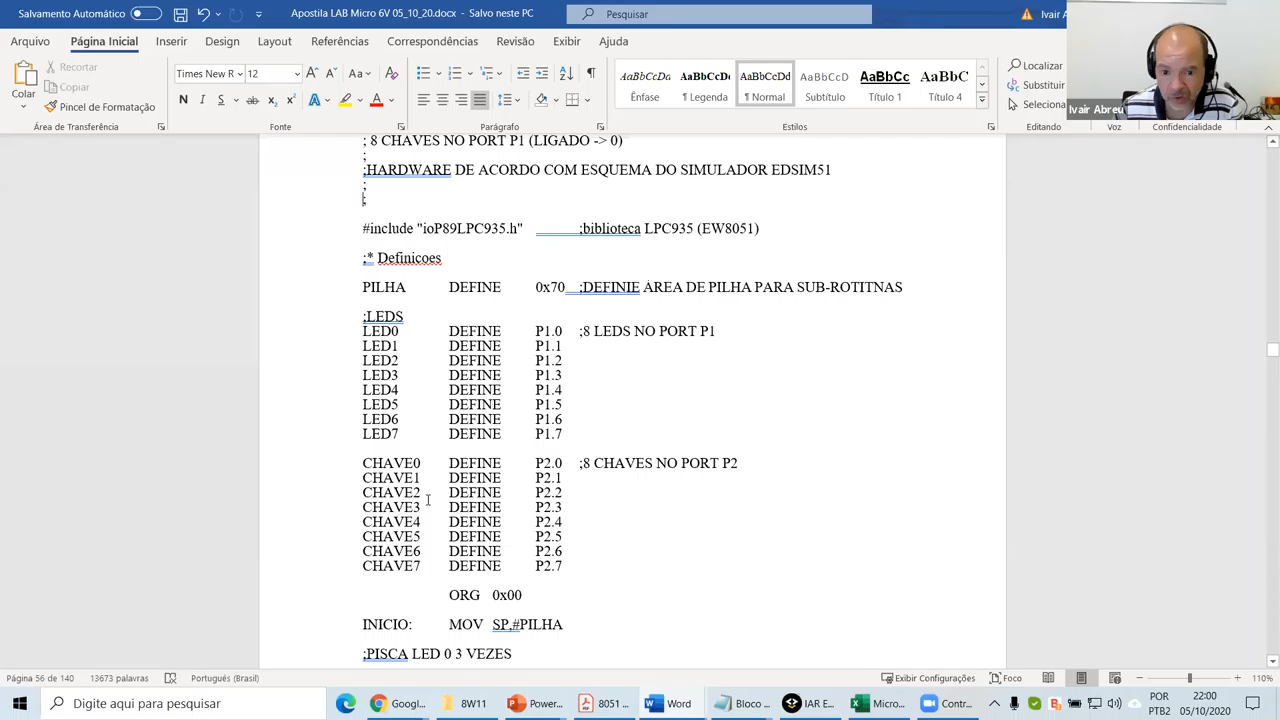 Salvamento Automático
Apostila LAB MICRO LES10_20.docx
Pesquisar
Ivair A
Arquivo Página Inicial Inserir Design Layout Referências Correspondências Revisão Exibir Ajuda
Colar
Recortar
Copiar
Pincel de Formatação
Área de Transferência
Times New R 12
Fonte
Parágrafo
AaBbCcDd AaBbCcDd AaBbCcDd AaBbCcD AaBbCc AaBbC
Ênfase ¶ Legenda ¶ Normal Subtítulo ¶ Título 1 ¶ Título 4
Estilos
Localizar
Substituir
Seleciona
Editando
Voz
Confidencialidade
Ivair Abreu
; 8 CHAVES NO PORT P1 (LIGADO -> 0)
;
;HARDWARE DE ACORDO COM ESQUEMA DO SIMULADOR EDSIM51
;
;
#include "ioP89LPC935.h" ;biblioteca LPC935 (EW8051)
;* Definicoes
PILHA DEFINE 0x70 ;DEFINIE ÁREA DE PILHA PARA SUB-ROTITNAS
;LEDS
LED0 DEFINE P1.0 ;8 LEDS NO PORT P1
LED1 DEFINE P1.1
LED2 DEFINE P1.2
LED3 DEFINE P1.3
LED4 DEFINE P1.4
LED5 DEFINE P1.5
LED6 DEFINE P1.6
LED7 DEFINE P1.7
CHAVE0 DEFINE P2.0 ;8 CHAVES NO PORT P2
CHAVE1 DEFINE P2.1
CHAVE2 DEFINE P2.2
CHAVE3 DEFINE P2.3
CHAVE4 DEFINE P2.4
CHAVE5 DEFINE P2.5
CHAVE6 DEFINE P2.6
CHAVE7 DEFINE P2.7
ORG 0x00
INICIO: MOV SP,#PILHA
;PISCA LED 0 3 VEZES
Página 56 de 140 13673 palavras Português (Brasil) Exibir Configurações Foco 110%
Digite aqui para pesquisar
Googl... 8W11 Power... 8051 ... Word Bloco ... IAR E... Micro... Contr...
POR
PTB2
22:00
05/10/2020